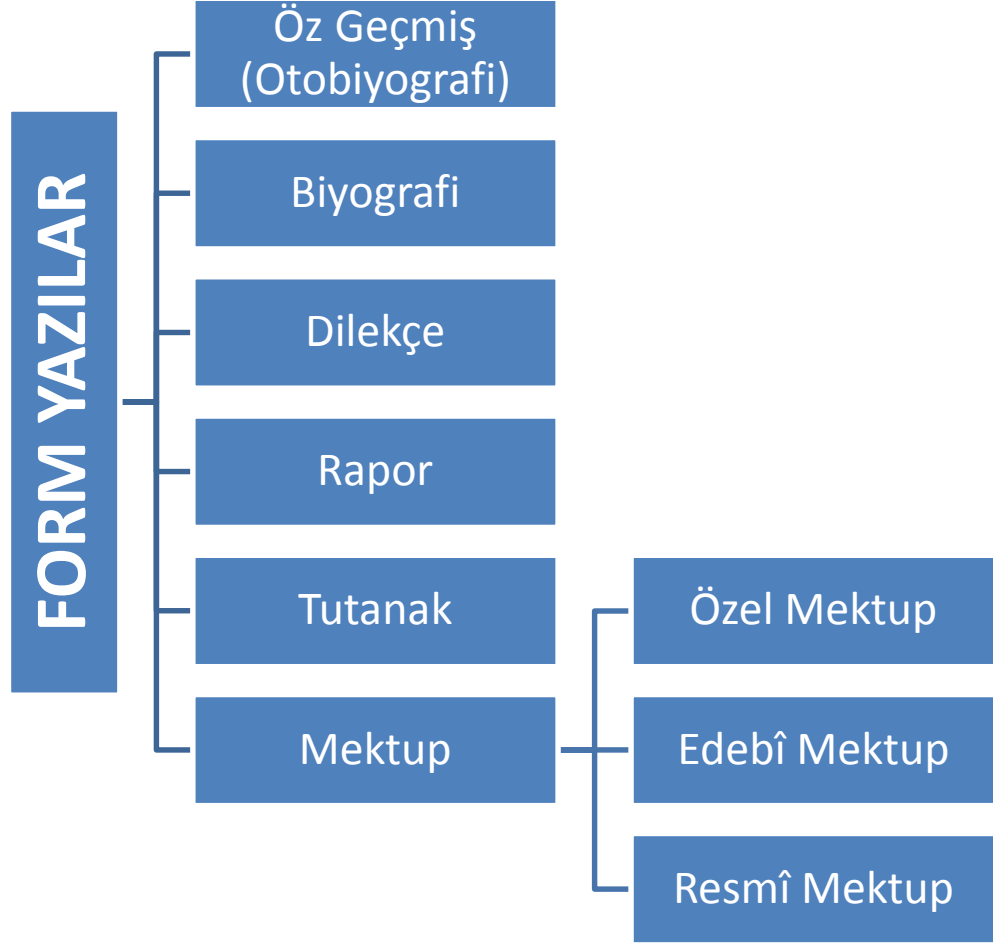 FORM YAZILAR
Öz Geçmiş
(Otobiyografi)
Biyografi
Dilekçe
Rapor
Tutanak
Mektup
Özel Mektup
Edebî Mektup
Resmî Mektup